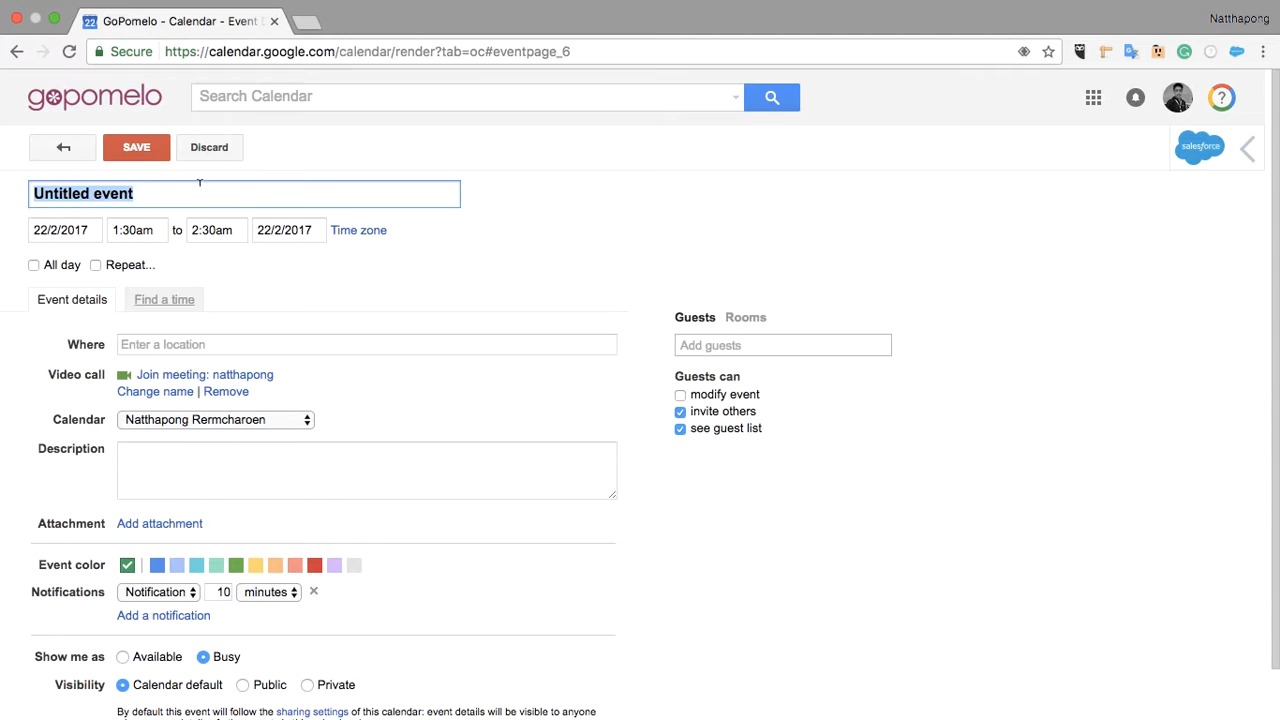 GoPomelo - Calendar - Event
Natthapong
Secure https://calendar.google.com/calendar/render?tab=oc#eventpage_6
gopomelo
Search Calendar
SAVE
Discard
salesforce
Untitled event
22/2/2017 1:30am to 2:30am 22/2/2017 Time zone
All day Repeat...
Event details Find a time
Guests Rooms
Where Enter a location
Add guests
Video call Join meeting: natthapong
Change name | Remove
Guests can
modify event
invite others
see guest list
Calendar Natthapong Rermcharoen
Description
Attachment Add attachment
Event color
Notifications Notification 10 minutes
Add a notification
Show me as Available Busy
Visibility Calendar default Public Private
By default this event will follow the sharing settings of this calendar: event details will be visible to anyone